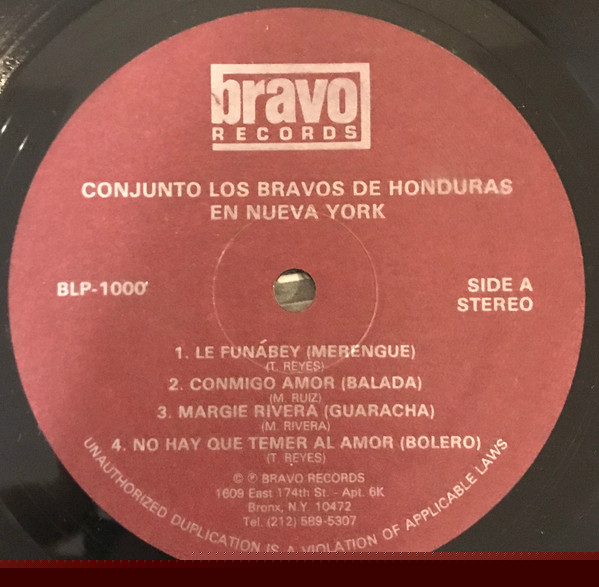 bravo
RECORDS
CONJUNTO LOS BRAVOS DE HONDURAS
EN NUEVA YORK
BLP-1000
SIDE A
STEREO
1. LE FUNÁBEY (MERENGUE)
(T. REYES)
2. CONMIGO AMOR (BALADA)
(M. RUIZ)
3. MARGIE RIVERA (GUARACHA)
(M. RIVERA)
4. NO HAY QUE TEMER AL AMOR (BOLERO)
(T. REYES)
© ℗ BRAVO RECORDS
1609 East 174th St. - Apt. 6K
Bronx, N.Y. 10472
Tel. (212) 589-5307
UNAUTHORIZED DUPLICATION IS A VIOLATION OF APPLICABLE LAWS